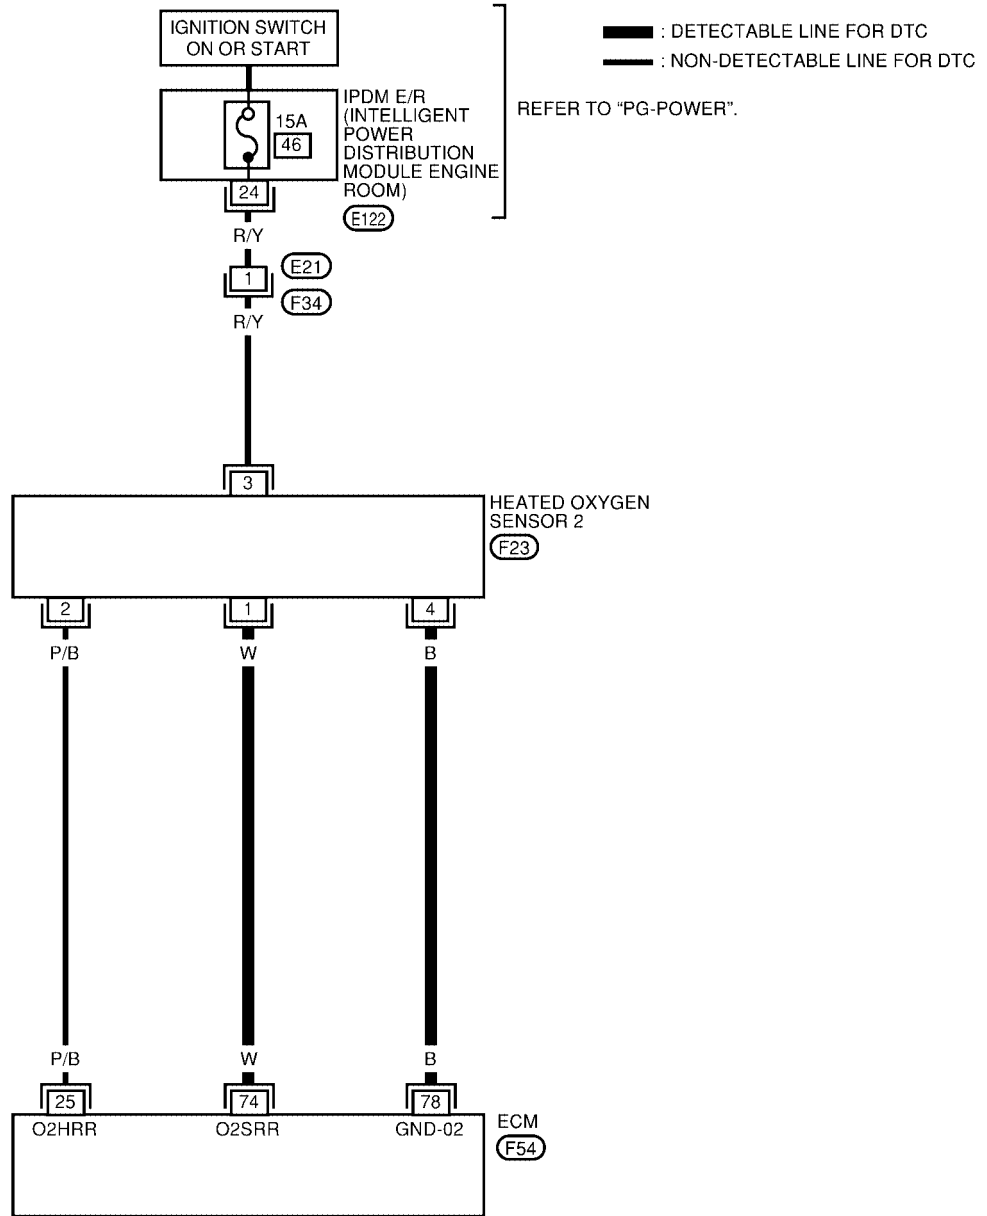 IGNITION SWITCH
ON OR START
: DETECTABLE LINE FOR DTC
: NON-DETECTABLE LINE FOR DTC
IPDM E/R
(INTELLIGENT
POWER
DISTRIBUTION
MODULE ENGINE
ROOM)
E122
15A
46
REFER TO “PG-POWER”.
24
R/Y
1
E21
F34
R/Y
3
HEATED OXYGEN
SENSOR 2
F23
2
1
4
P/B
W
B
P/B
W
B
25
74
78
O2HRR
O2SRR
GND-02
ECM
F54